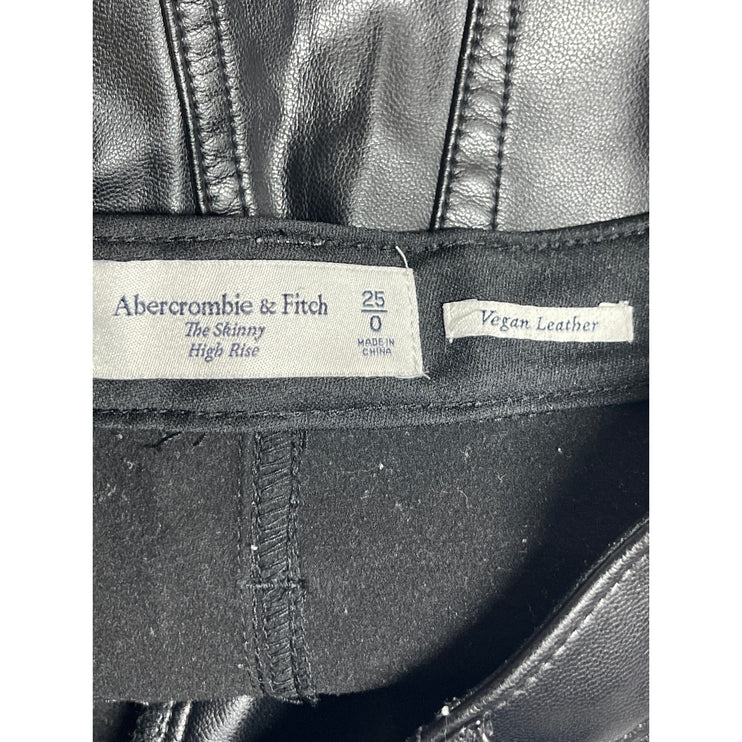 Abercrombie & Fitch
The Skinny
High Rise
25
0
MADE IN
CHINA
Vegan Leather